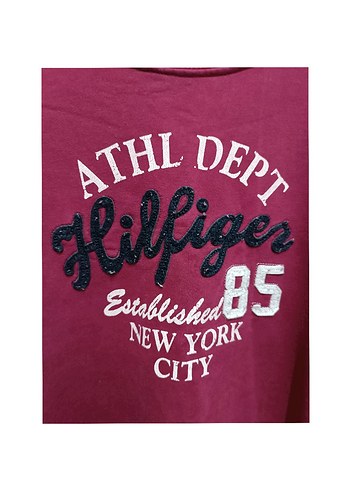 ATHL DEPT
Hilfiger
Established 85
NEW YORK
CITY